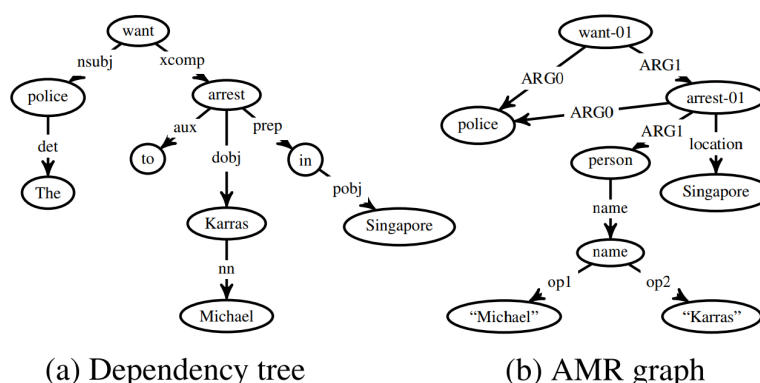 want
nsubj
xcomp
police
arrest
det
aux
dobj
prep
The
to
in
pobj
Karras
Singapore
nn
Michael
(a) Dependency tree
want-01
ARG0
ARG1
arrest-01
police
ARG0
ARG1
location
person
Singapore
name
name
op1
op2
“Michael”
“Karras”
(b) AMR graph